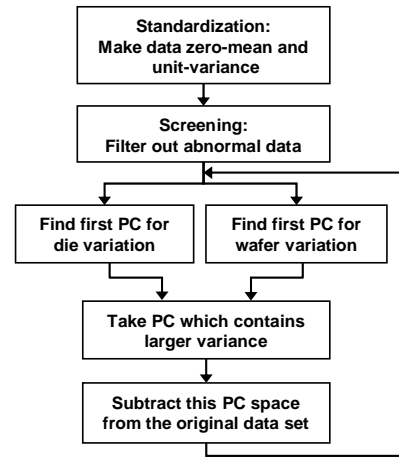 Standardization:
Make data zero-mean and
unit-variance
Screening:
Filter out abnormal data
Find first PC for
die variation
Find first PC for
wafer variation
Take PC which contains
larger variance
Subtract this PC space
from the original data set